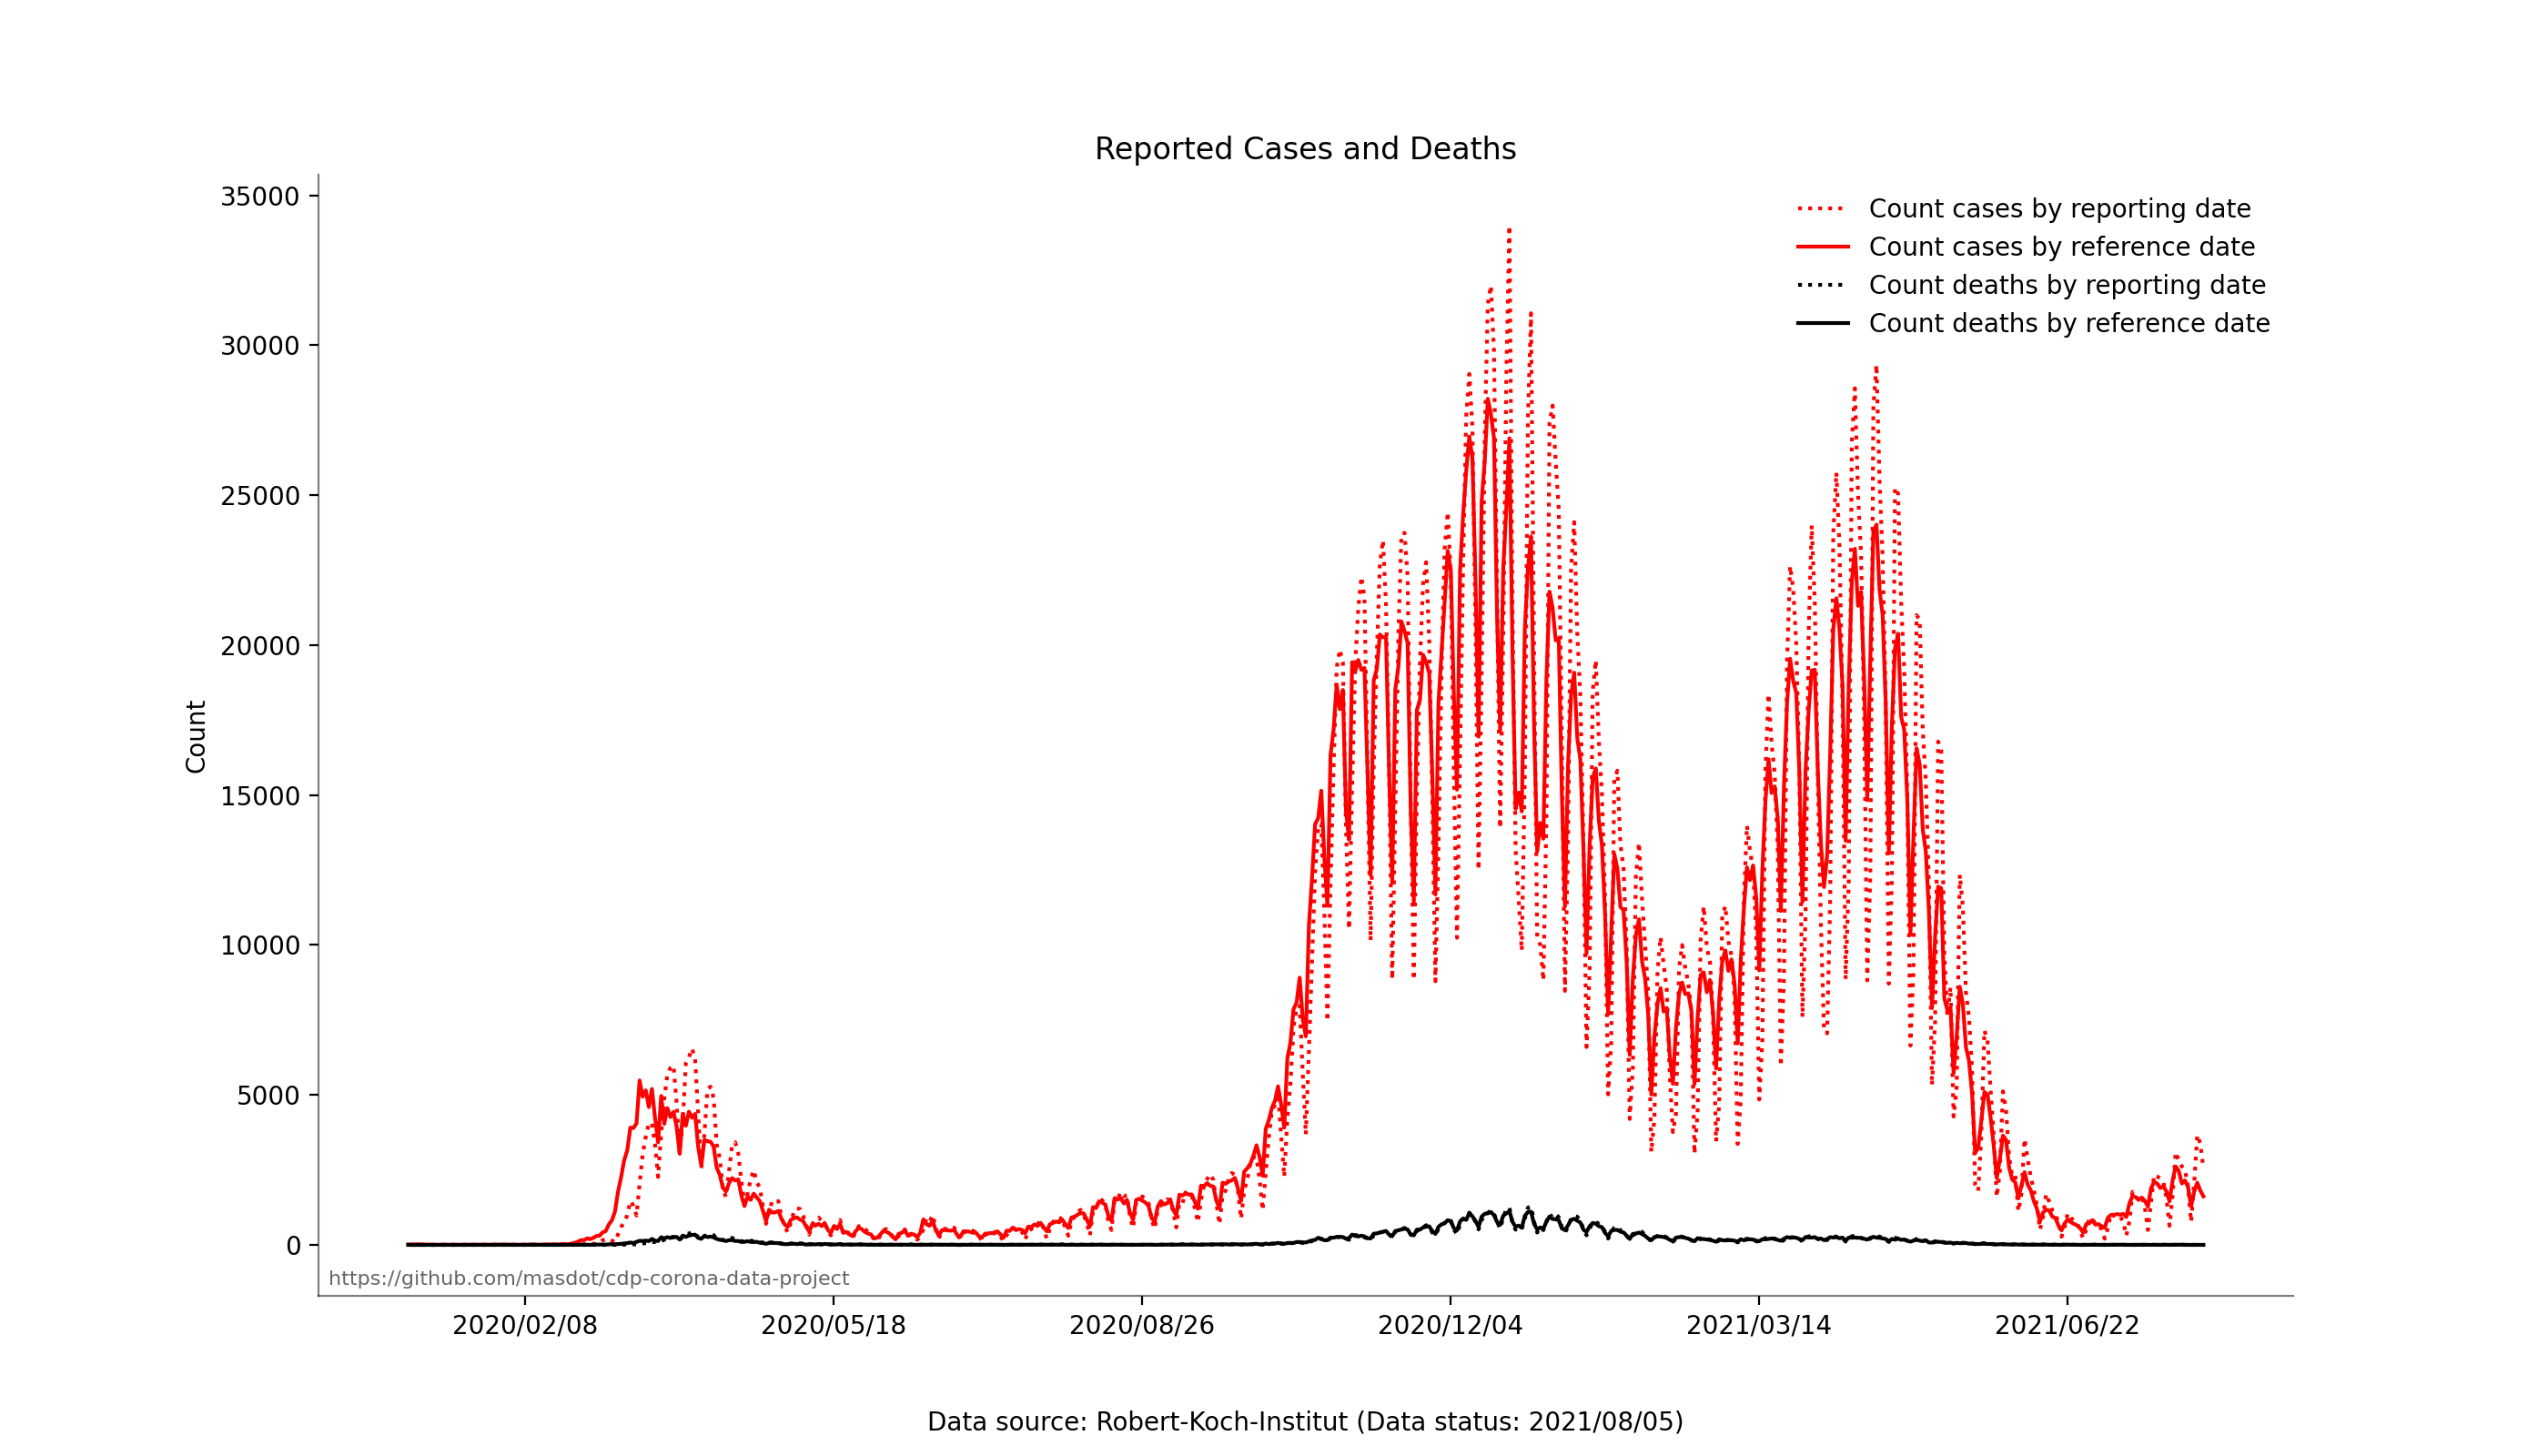 Reported Cases and Deaths
35000
30000
25000
20000
15000
10000
5000
0
Count
Count cases by reporting date
Count cases by reference date
Count deaths by reporting date
Count deaths by reference date
https://github.com/masdot/cdp-corona-data-project
2020/02/08 2020/05/18 2020/08/26 2020/12/04 2021/03/14 2021/06/22
Data source: Robert-Koch-Institut (Data status: 2021/08/05)